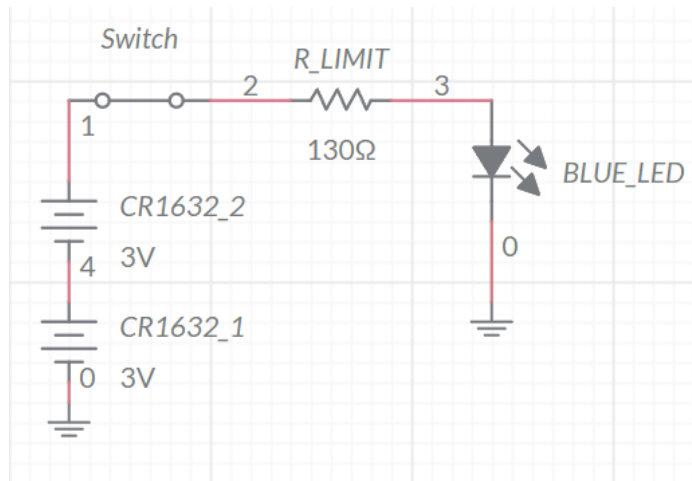 Switch
R_LIMIT
2
3
1
130Ω
BLUE_LED
CR1632_2
0
3V
4
CR1632_1
0
3V